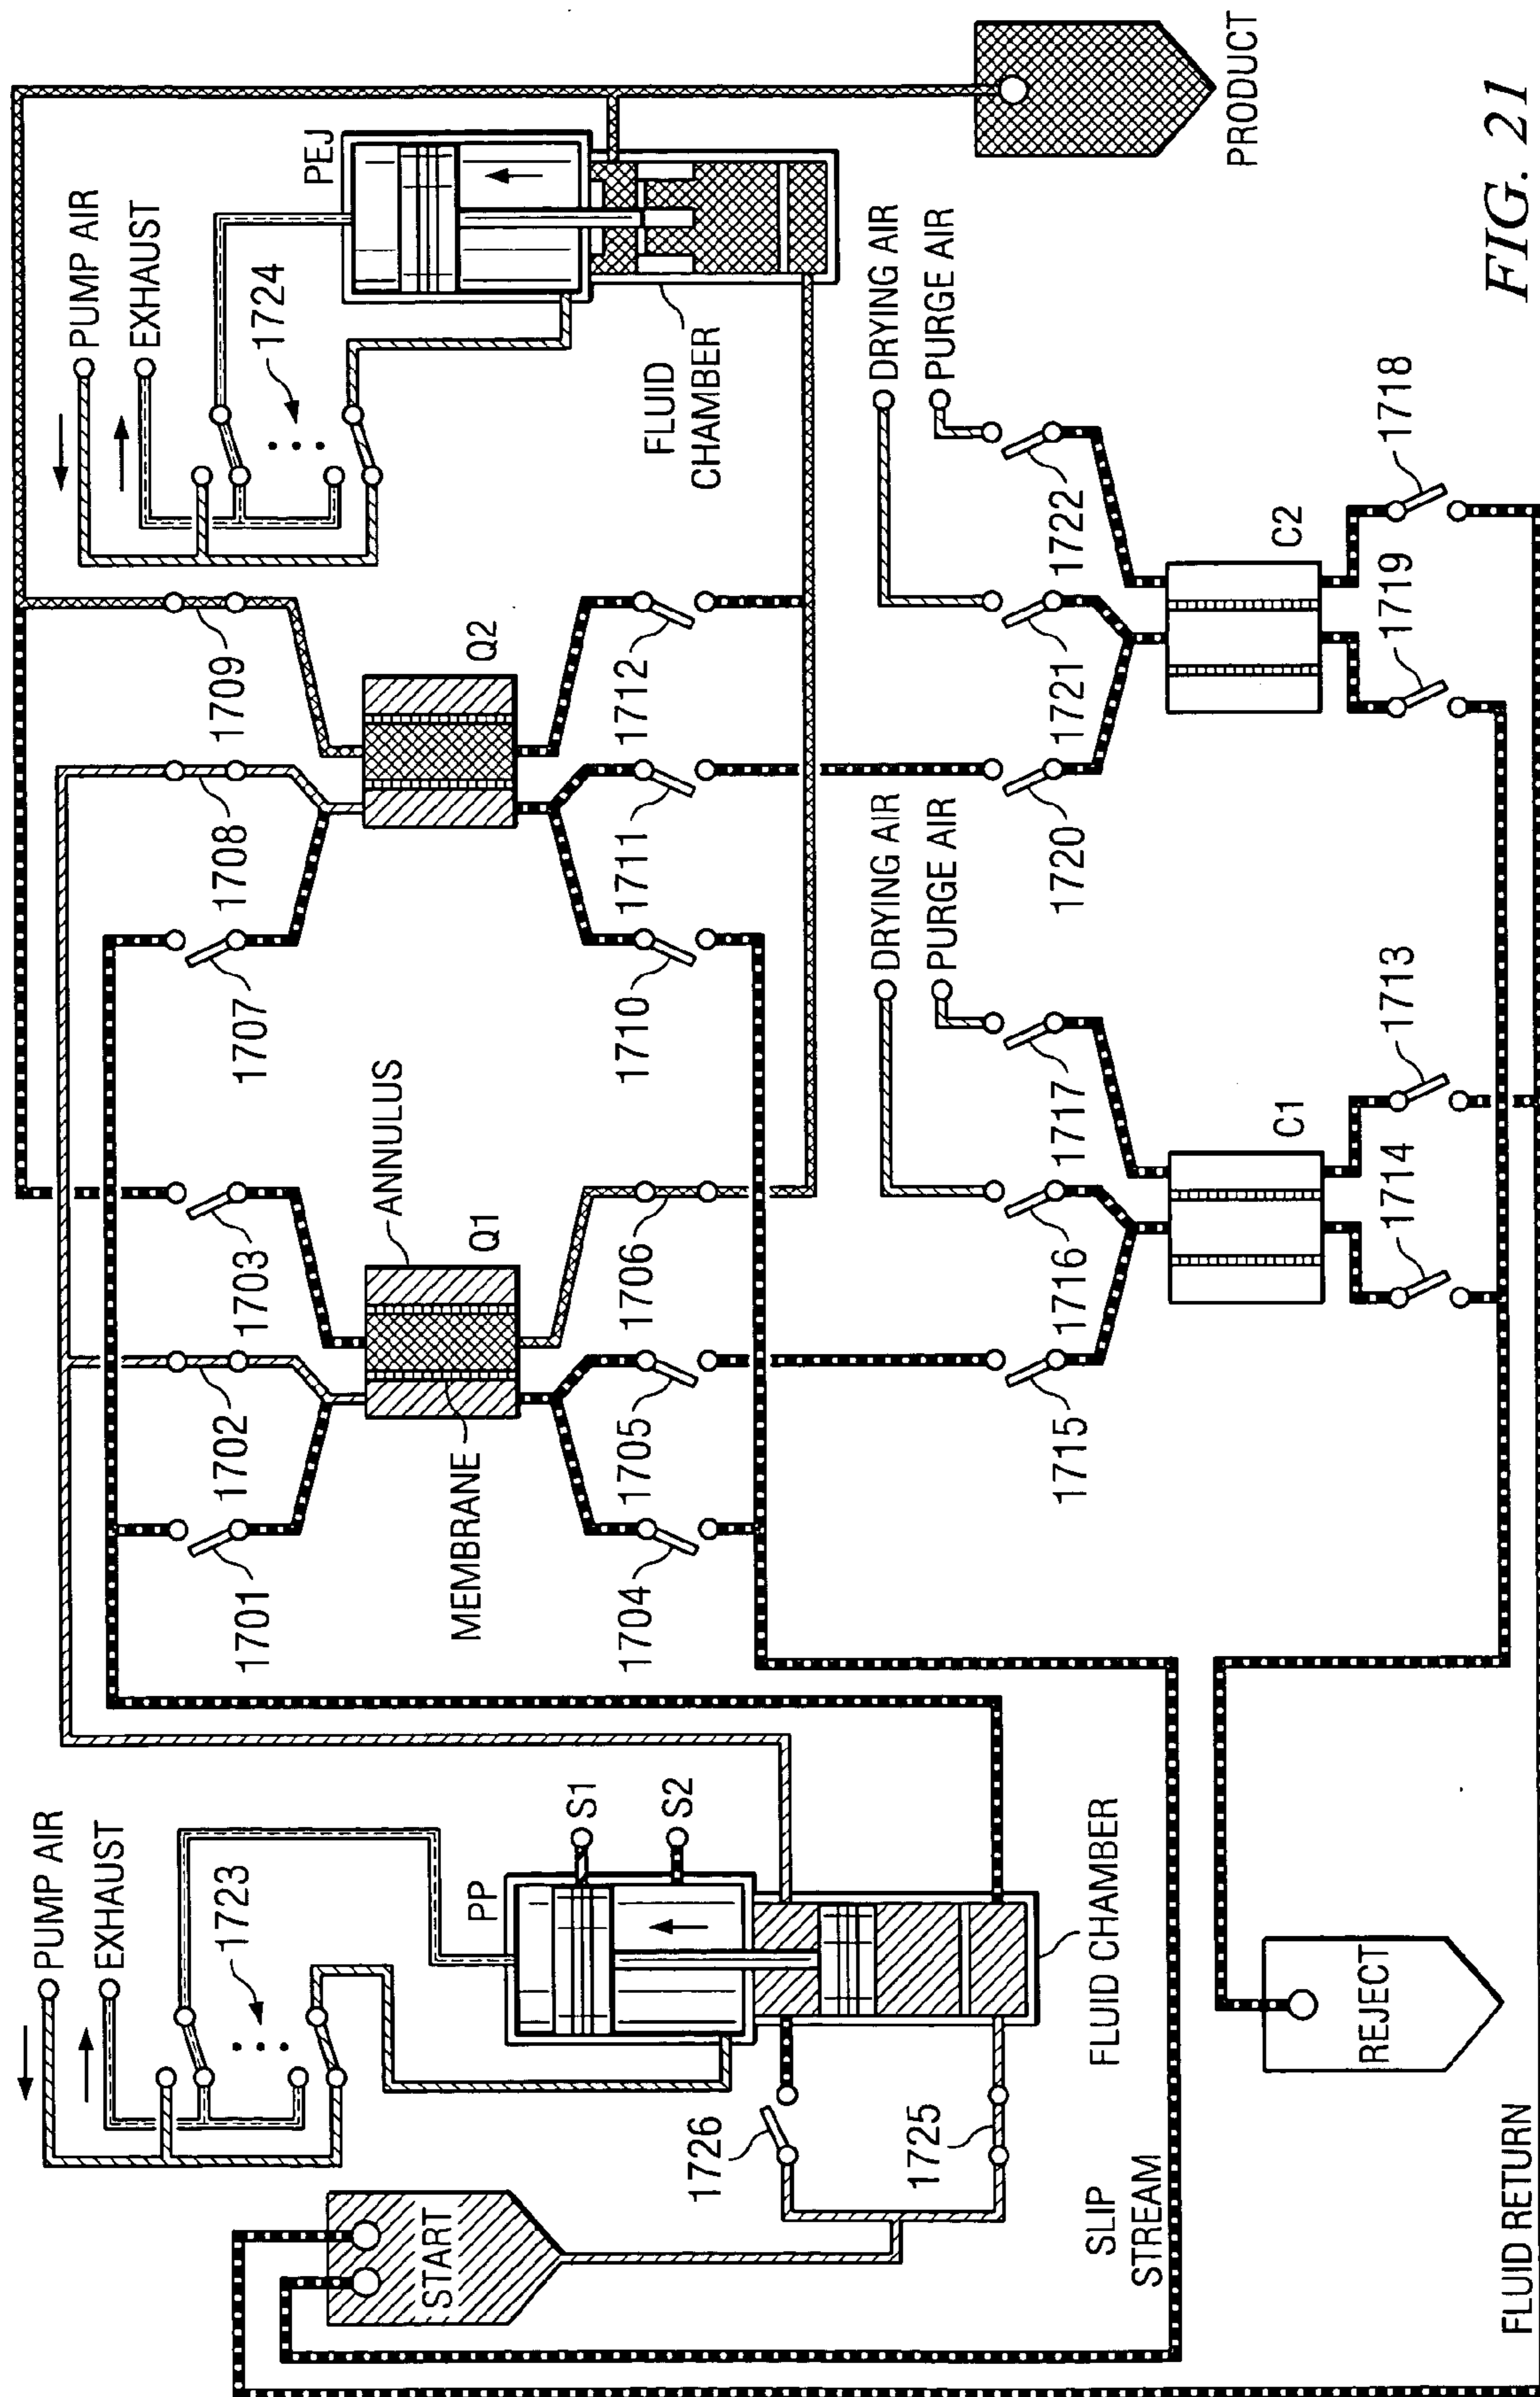 PUMP AIR
EXHAUST
1723
PP
S1
S2
START
1726
1725
FLUID CHAMBER
SLIP
STREAM
REJECT
FLUID RETURN
1701
1702
1703
MEMBRANE
ANNULUS
Q1
1704
1705
1706
1707
1708
1709
Q2
1710
1711
1712
PUMP AIR
EXHAUST
1724
PEJ
FLUID
CHAMBER
PRODUCT
DRYING AIR
PURGE AIR
1715
1716
1717
C1
1714
1713
DRYING AIR
PURGE AIR
1720
1721
1722
C2
1719
1718
FIG. 21